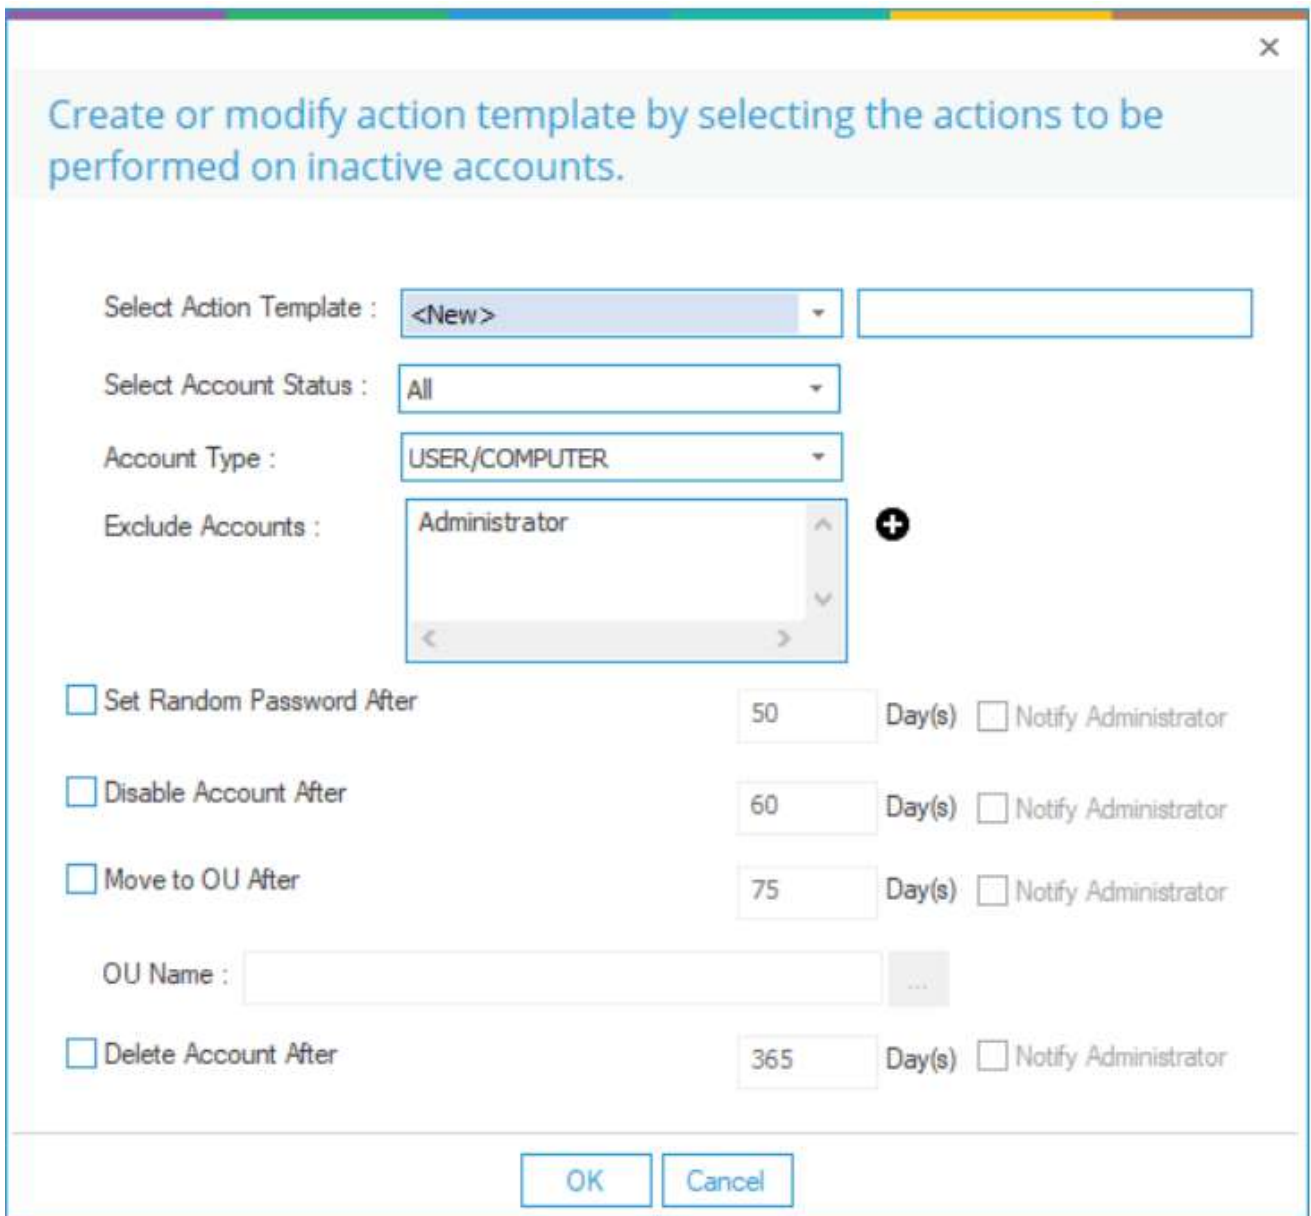 Create or modify action template by selecting the actions to be
performed on inactive accounts.
Select Action Template : <New>
Select Account Status : All
Account Type : USER/COMPUTER
Exclude Accounts : Administrator
Set Random Password After 50 Day(s) Notify Administrator
Disable Account After 60 Day(s) Notify Administrator
Move to OU After 75 Day(s) Notify Administrator
OU Name : ...
Delete Account After 365 Day(s) Notify Administrator
OK Cancel